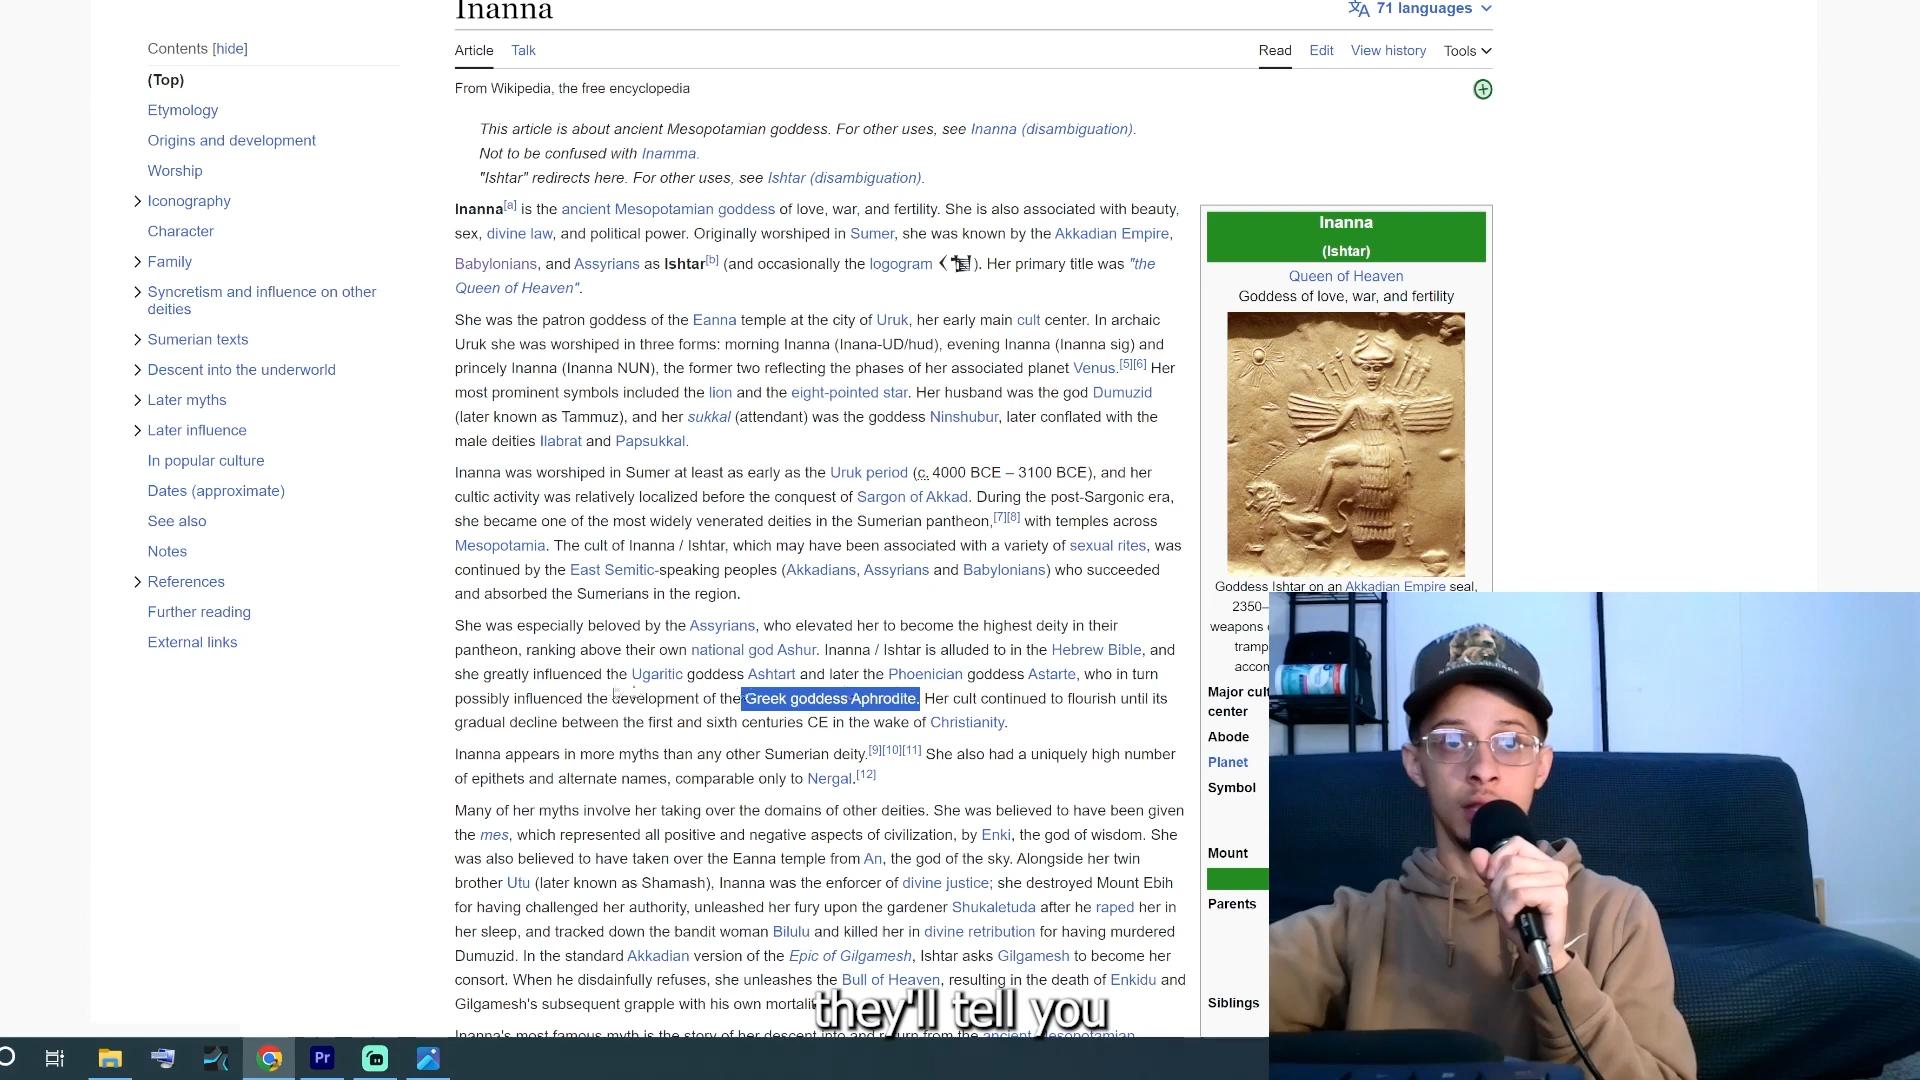 Inanna
71 languages
Contents [hide]
(Top)
Etymology
Origins and development
Worship
Iconography
Character
Family
Syncretism and influence on other
deities
Sumerian texts
Descent into the underworld
Later myths
Later influence
In popular culture
Dates (approximate)
See also
Notes
References
Further reading
External links
Article Talk
Read Edit View history Tools
From Wikipedia, the free encyclopedia
This article is about ancient Mesopotamian goddess. For other uses, see Inanna (disambiguation).
Not to be confused with Inamma.
"Ishtar" redirects here. For other uses, see Ishtar (disambiguation).
Inanna[a] is the ancient Mesopotamian goddess of love, war, and fertility. She is also associated with beauty,
sex, divine law, and political power. Originally worshiped in Sumer, she was known by the Akkadian Empire,
Babylonians, and Assyrians as Ishtar[b] (and occasionally the logogram ). Her primary title was "the
Queen of Heaven".
She was the patron goddess of the Eanna temple at the city of Uruk, her early main cult center. In archaic
Uruk she was worshiped in three forms: morning Inanna (Inana-UD/hud), evening Inanna (Inanna sig) and
princely Inanna (Inanna NUN), the former two reflecting the phases of her associated planet Venus.[5][6] Her
most prominent symbols included the lion and the eight-pointed star. Her husband was the god Dumuzid
(later known as Tammuz), and her sukkal (attendant) was the goddess Ninshubur, later conflated with the
male deities Ilabrat and Papsukkal.
Inanna was worshiped in Sumer at least as early as the Uruk period (c. 4000 BCE – 3100 BCE), and her
cultic activity was relatively localized before the conquest of Sargon of Akkad. During the post-Sargonic era,
she became one of the most widely venerated deities in the Sumerian pantheon,[7][8] with temples across
Mesopotamia. The cult of Inanna / Ishtar, which may have been associated with a variety of sexual rites, was
continued by the East Semitic-speaking peoples (Akkadians, Assyrians and Babylonians) who succeeded
and absorbed the Sumerians in the region.
She was especially beloved by the Assyrians, who elevated her to become the highest deity in their
pantheon, ranking above their own national god Ashur. Inanna / Ishtar is alluded to in the Hebrew Bible, and
she greatly influenced the Ugaritic goddess Ashtart and later the Phoenician goddess Astarte, who in turn
possibly influenced the development of the Greek goddess Aphrodite. Her cult continued to flourish until its
gradual decline between the first and sixth centuries CE in the wake of Christianity.
Inanna appears in more myths than any other Sumerian deity.[9][10][11] She also had a uniquely high number
of epithets and alternate names, comparable only to Nergal.[12]
Many of her myths involve her taking over the domains of other deities. She was believed to have been given
the mes, which represented all positive and negative aspects of civilization, by Enki, the god of wisdom. She
was also believed to have taken over the Eanna temple from An, the god of the sky. Alongside her twin
brother Utu (later known as Shamash), Inanna was the enforcer of divine justice; she destroyed Mount Ebih
for having challenged her authority, unleashed her fury upon the gardener Shukaletuda after he raped her in
her sleep, and tracked down the bandit woman Bilulu and killed her in divine retribution for having murdered
Dumuzid. In the standard Akkadian version of the Epic of Gilgamesh, Ishtar asks Gilgamesh to become her
consort. When he disdainfully refuses, she unleashes the Bull of Heaven, resulting in the death of Enkidu and
Gilgamesh's subsequent grapple with his own mortali
Inanna's most famous myth is the story of her descent into and return from the ancient Mesopotamian
Inanna
(Ishtar)
Queen of Heaven
Goddess of love, war, and fertility
Goddess Ishtar on an Akkadian Empire seal,
2350–
weapons
tramp
accom
Major cult
center
Abode
Planet
Symbol
Mount
Parents
Siblings
they'll tell you
Pr